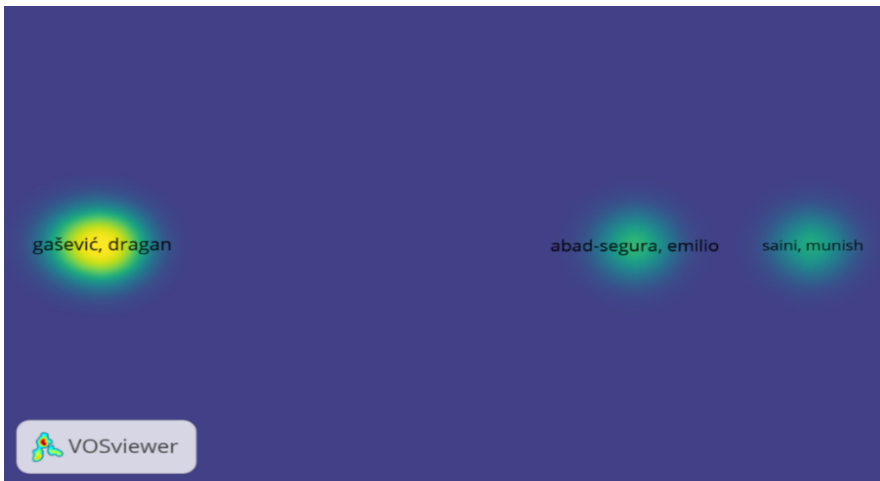 gašević, dragan
abad-segura, emilio
saini, munish
VOSviewer